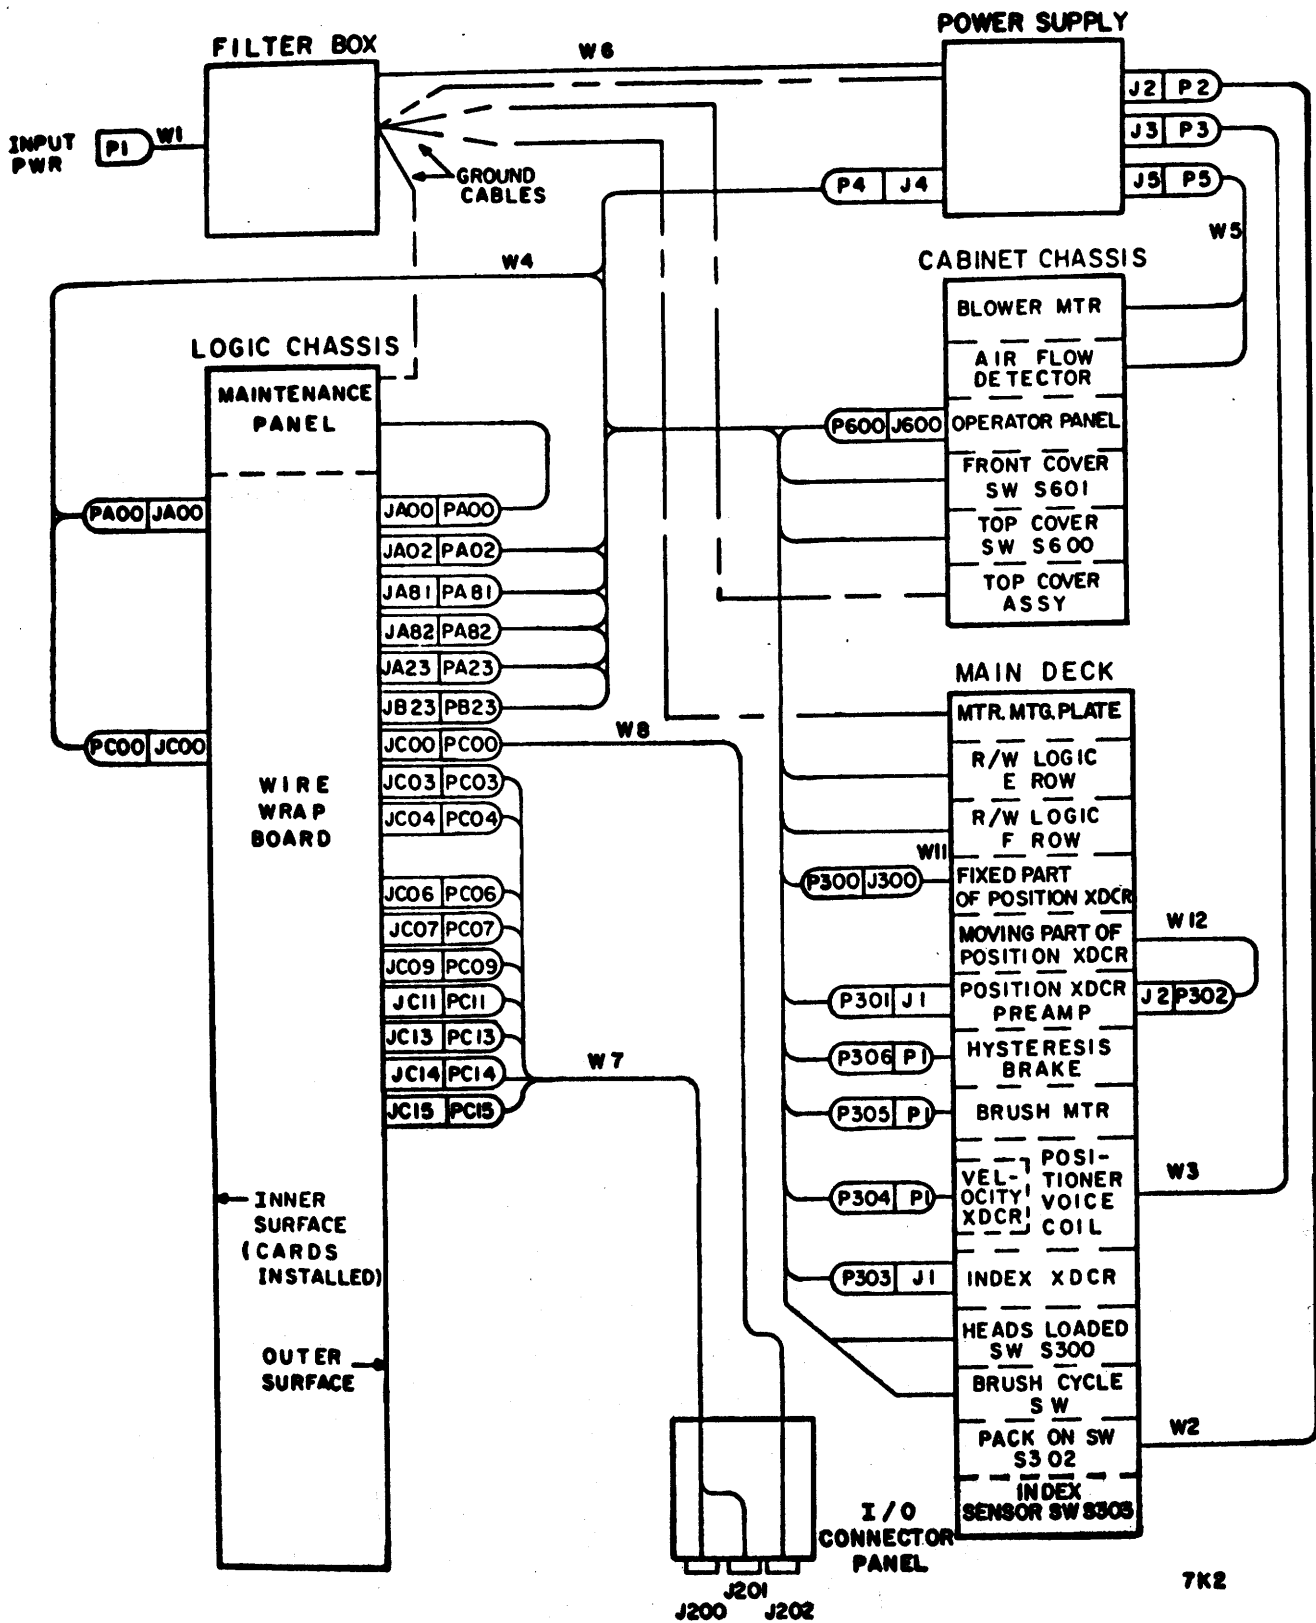 POWER SUPPLY
FILTER BOX
W6
J2 P2
J3 P3
INPUT
PWR
P1
W1
GROUND
CABLES
P4 J4
J5 P5
W5
W4
CABINET CHASSIS
BLOWER MTR
AIR FLOW
DETECTOR
P600 J600
OPERATOR PANEL
FRONT COVER
SW S601
TOP COVER
SW S600
TOP COVER
ASSY
LOGIC CHASSIS
MAINTENANCE
PANEL
PA00 JA00
PC00 JC00
JA00 PA00
JA02 PA02
JA81 PA81
JA82 PA82
JA23 PA23
JB23 PB23
JC00 PC00
JC03 PC03
JC04 PC04
JC06 PC06
JC07 PC07
JC09 PC09
JC11 PC11
JC13 PC13
JC14 PC14
JC15 PC15
W8
W7
WIRE
WRAP
BOARD
INNER
SURFACE
(CARDS
INSTALLED)
OUTER
SURFACE
MAIN DECK
MTR. MTG. PLATE
R/W LOGIC
E ROW
R/W LOGIC
F ROW
W11
P300 J300
FIXED PART
OF POSITION XDCR
W12
MOVING PART OF
POSITION XDCR
P301 J1
POSITION XDCR
PREAMP
J2 P302
P306 P1
HYSTERESIS
BRAKE
P305 P1
BRUSH MTR
P304 P1
VEL-
OCITY
XDCR
POSI-
TIONER
VOICE
COIL
W3
P303 J1
INDEX XDCR
HEADS LOADED
SW S300
BRUSH CYCLE
SW
PACK ON SW
S302
W2
INDEX
SENSOR SW S303
I/O
CONNECTOR
PANEL
J201
J200 J202
7K2